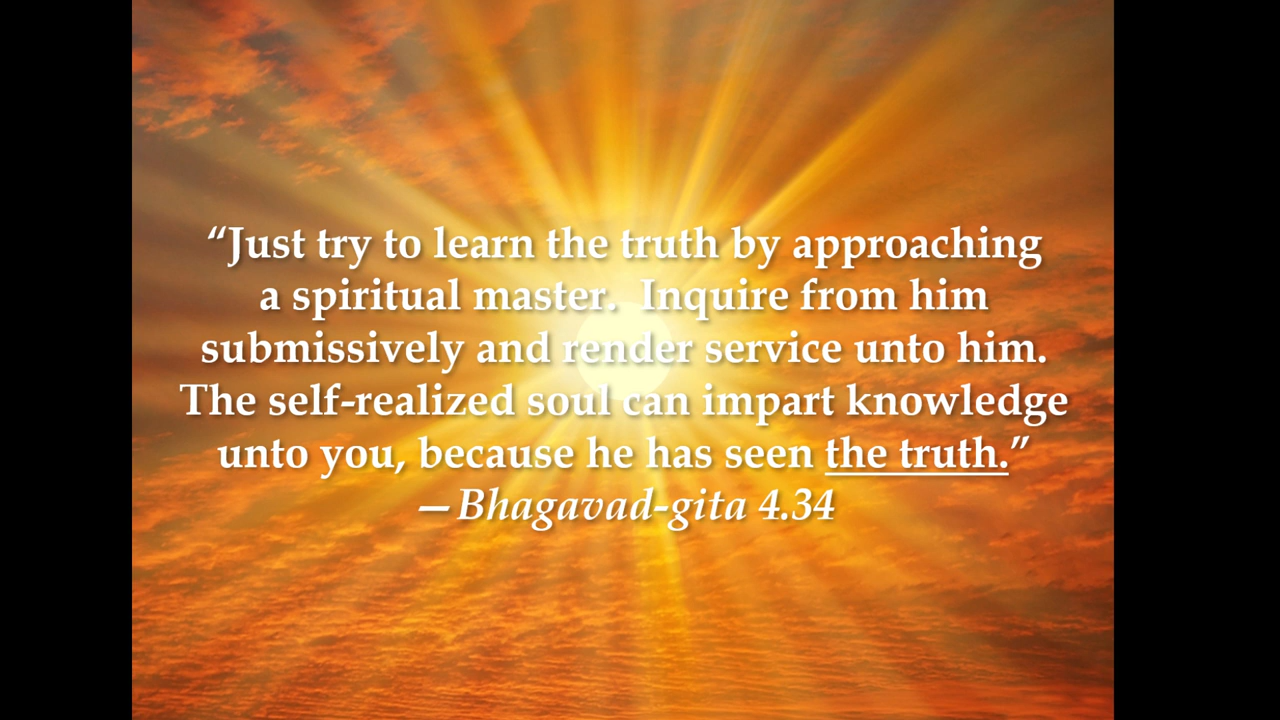 “Just try to learn the truth by approaching
a spiritual master.  Inquire from him
submissively and render service unto him.
The self-realized soul can impart knowledge
unto you, because he has seen the truth.”
—Bhagavad-gita 4.34